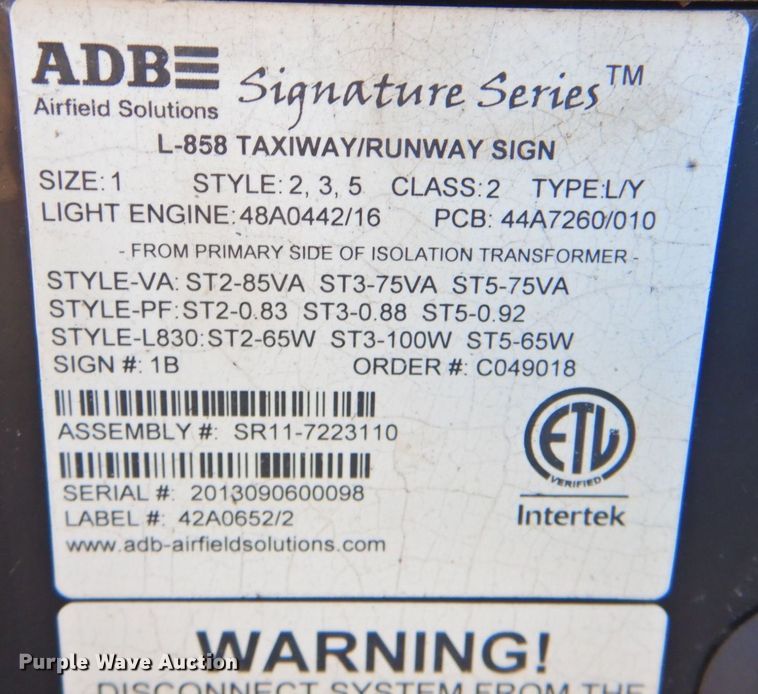 ADB
Airfield Solutions
Signature Series™
L-858 TAXIWAY/RUNWAY SIGN
SIZE: 1 STYLE: 2, 3, 5 CLASS: 2 TYPE:L/Y
LIGHT ENGINE: 48A0442/16 PCB: 44A7260/010
- FROM PRIMARY SIDE OF ISOLATION TRANSFORMER -
STYLE-VA: ST2-85VA ST3-75VA ST5-75VA
STYLE-PF: ST2-0.83 ST3-0.88 ST5-0.92
STYLE-L830: ST2-65W ST3-100W ST5-65W
SIGN #: 1B ORDER #: C049018
ASSEMBLY #: SR11-7223110
SERIAL #: 2013090600098
LABEL #: 42A0652/2
www.adb-airfieldsolutions.com
ETL
VERIFIED
Intertek
WARNING!
DISCONNECT SYSTEM FROM THE
Purple Wave Auction